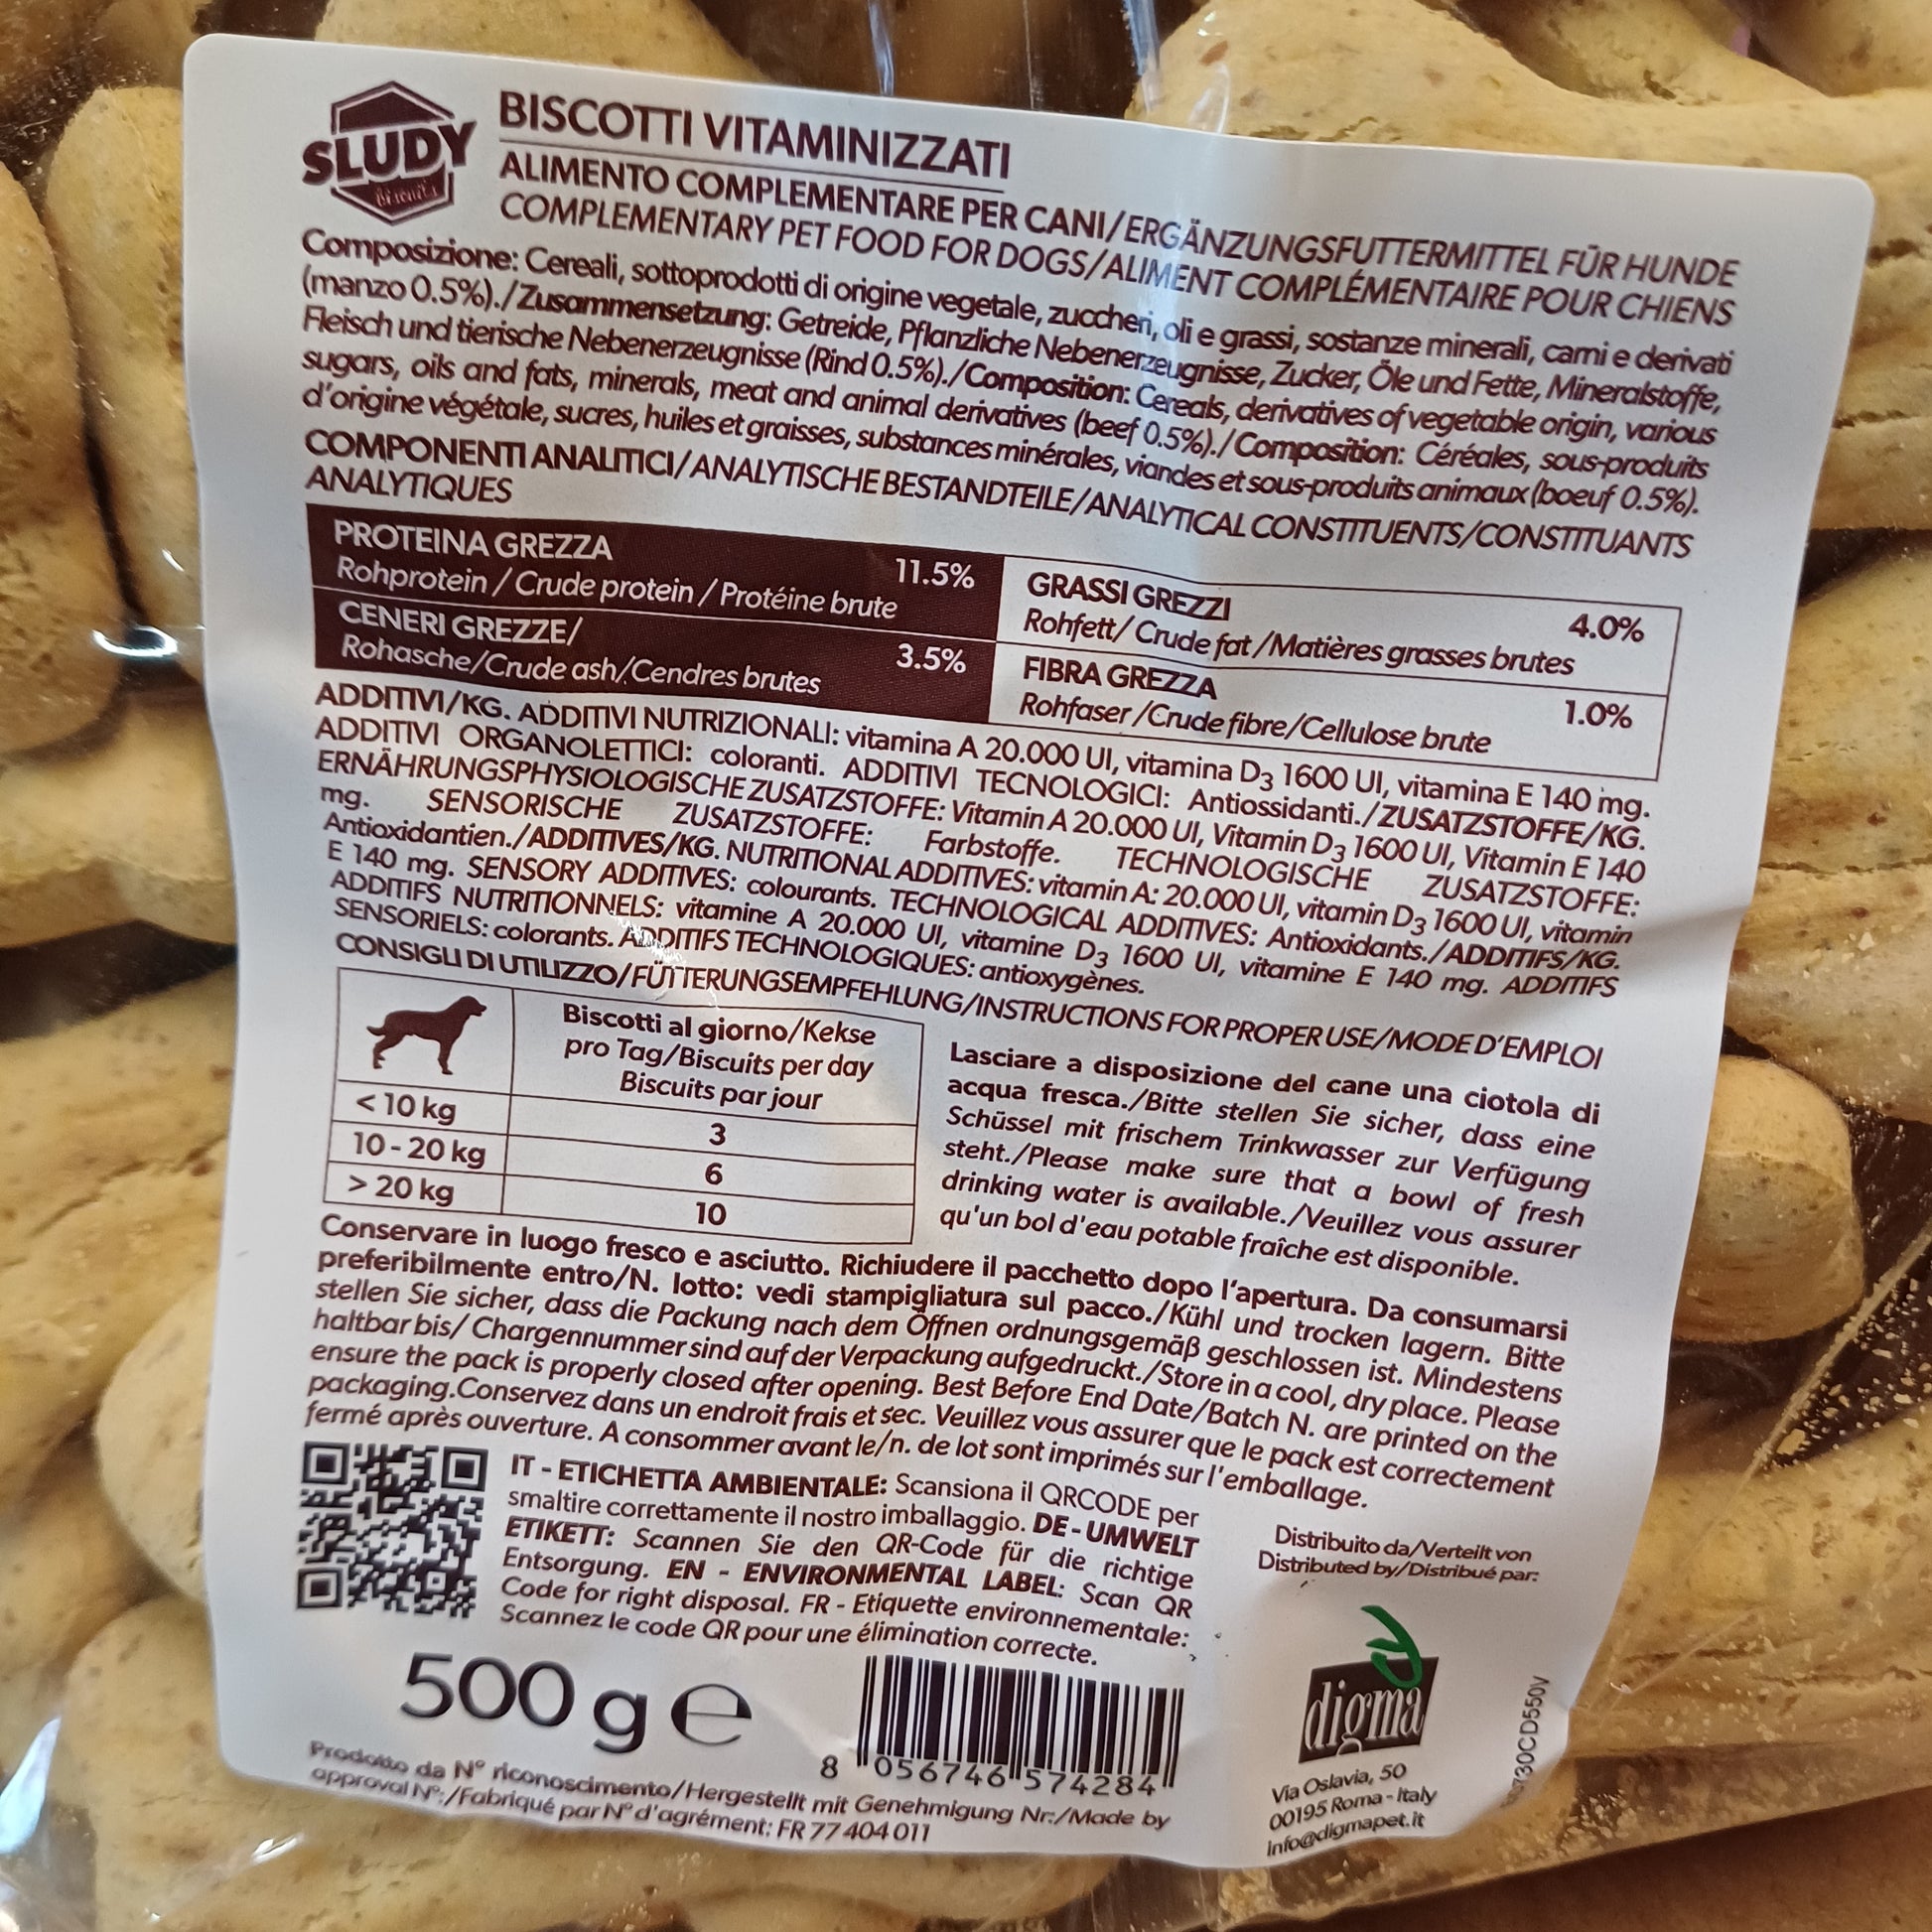 SLUDY
Biscuits
BISCOTTI VITAMINIZZATI
ALIMENTO COMPLEMENTARE PER CANI/ERGÄNZUNGSFUTTERMITTEL FÜR HUNDE
COMPLEMENTARY PET FOOD FOR DOGS/ALIMENT COMPLÉMENTAIRE POUR CHIENS
Composizione: Cereali, sottoprodotti di origine vegetale, zuccheri, oli e grassi, sostanze minerali, carni e derivati
(manzo 0.5%)./Zusammensetzung: Getreide, Pflanzliche Nebenerzeugnisse, Zucker, Öle und Fette, Mineralstoffe,
Fleisch und tierische Nebenerzeugnisse (Rind 0.5%)./Composition: Cereals, derivatives of vegetable origin, various
sugars, oils and fats, minerals, meat and animal derivatives (beef 0.5%)./Composition: Céréales, sous-produits
d'origine végétale, sucres, huiles et graisses, substances minérales, viandes et sous-produits animaux (boeuf 0.5%).
COMPONENTI ANALITICI/ANALYTISCHE BESTANDTEILE/ANALYTICAL CONSTITUENTS/CONSTITUANTS
ANALYTIQUES
PROTEINA GREZZA
Rohprotein / Crude protein / Protéine brute
11.5%
GRASSI GREZZI
Rohfett/ Crude fat /Matières grasses brutes
4.0%
CENERI GREZZE/
Rohasche/Crude ash/Cendres brutes
3.5%
FIBRA GREZZA
Rohfaser /Crude fibre/Cellulose brute
1.0%
ADDITIVI/KG. ADDITIVI NUTRIZIONALI: vitamina A 20.000 UI, vitamina D3 1600 UI, vitamina E 140 mg.
ADDITIVI ORGANOLETTICI: coloranti. ADDITIVI TECNOLOGICI: Antiossidanti./ZUSATZSTOFFE/KG.
ERNÄHRUNGSPHYSIOLOGISCHE ZUSATZSTOFFE: Vitamin A 20.000 UI, Vitamin D3 1600 UI, Vitamin E 140
mg. SENSORISCHE ZUSATZSTOFFE: Farbstoffe. TECHNOLOGISCHE ZUSATZSTOFFE:
Antioxidantien./ADDITIVES/KG. NUTRITIONAL ADDITIVES: vitamin A: 20.000 UI, vitamin D3 1600 UI, vitamin
E 140 mg. SENSORY ADDITIVES: colourants. TECHNOLOGICAL ADDITIVES: Antioxidants./ADDITIFS/KG.
ADDITIFS NUTRITIONNELS: vitamine A 20.000 UI, vitamine D3 1600 UI, vitamine E 140 mg. ADDITIFS
SENSORIELS: colorants. ADDITIFS TECHNOLOGIQUES: antioxygènes.
CONSIGLI DI UTILIZZO/FÜTTERUNGSEMPFEHLUNG/INSTRUCTIONS FOR PROPER USE/MODE D'EMPLOI
Biscotti al giorno/Kekse
pro Tag/Biscuits per day
Biscuits par jour
< 10 kg 3
10 - 20 kg 6
> 20 kg 10
Lasciare a disposizione del cane una ciotola di
acqua fresca./Bitte stellen Sie sicher, dass eine
Schüssel mit frischem Trinkwasser zur Verfügung
steht./Please make sure that a bowl of fresh
drinking water is available./Veuillez vous assurer
qu'un bol d'eau potable fraîche est disponible.
Conservare in luogo fresco e asciutto. Richiudere il pacchetto dopo l'apertura. Da consumarsi
preferibilmente entro/N. lotto: vedi stampigliatura sul pacco./Kühl und trocken lagern. Bitte
stellen Sie sicher, dass die Packung nach dem Öffnen ordnungsgemäß geschlossen ist. Mindestens
haltbar bis/ Chargennummer sind auf der Verpackung aufgedruckt./Store in a cool, dry place. Please
ensure the pack is properly closed after opening. Best Before End Date/Batch N. are printed on the
packaging.Conservez dans un endroit frais et sec. Veuillez vous assurer que le pack est correctement
fermé après ouverture. A consommer avant le/n. de lot sont imprimés sur l'emballage.
IT - ETICHETTA AMBIENTALE: Scansiona il QRCODE per
smaltire correttamente il nostro imballaggio. DE - UMWELT
ETIKETT: Scannen Sie den QR-Code für die richtige
Entsorgung. EN - ENVIRONMENTAL LABEL: Scan QR
Code for right disposal. FR - Etiquette environnementale:
Scannez le code QR pour une élimination correcte.
Distribuito da/Verteilt von
Distributed by/Distribué par:
digma
Via Oslavia, 50
00195 Roma - Italy
info@digmapet.it
500 g e
8 056746 574284
Prodotto da N° riconoscimento/Hergestellt mit Genehmigung Nr:/Made by
approval N°:/Fabriqué par N° d'agrément: FR 77 404 011